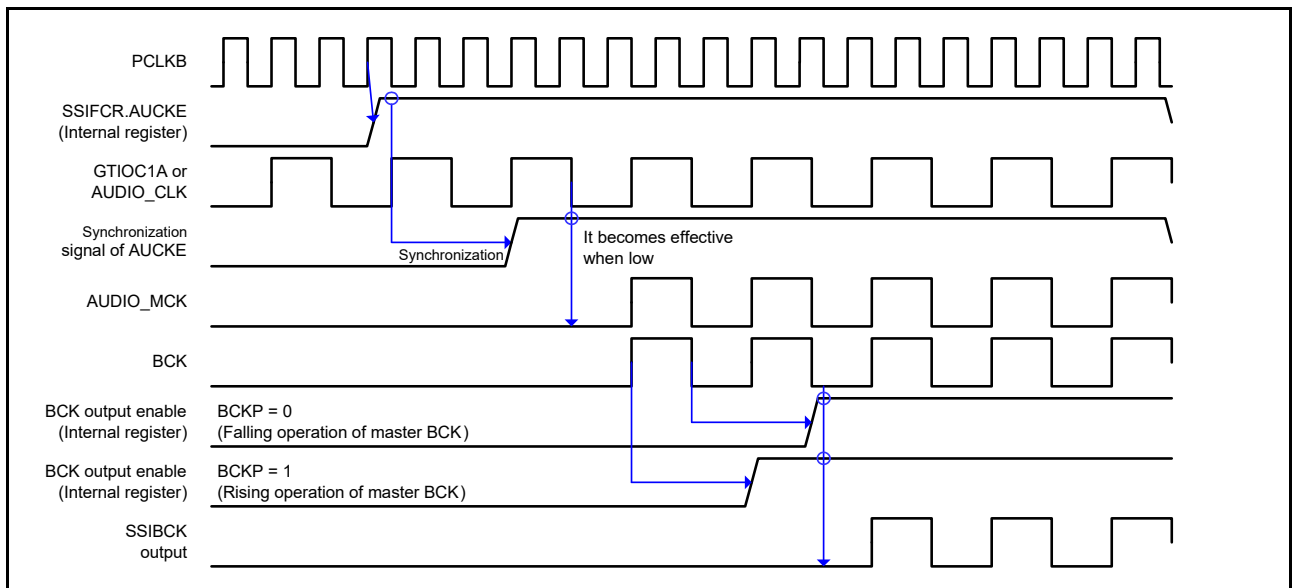 PCLKB
SSIFCR.AUCKE
(Internal register)
GTIOC1A or
AUDIO_CLK
Synchronization
signal of AUCKE
Synchronization
It becomes effective
when low
AUDIO_MCK
BCK
BCK output enable
(Internal register)
BCKP = 0
(Falling operation of master BCK)
BCK output enable
(Internal register)
BCKP = 1
(Rising operation of master BCK)
SSIBCK
output